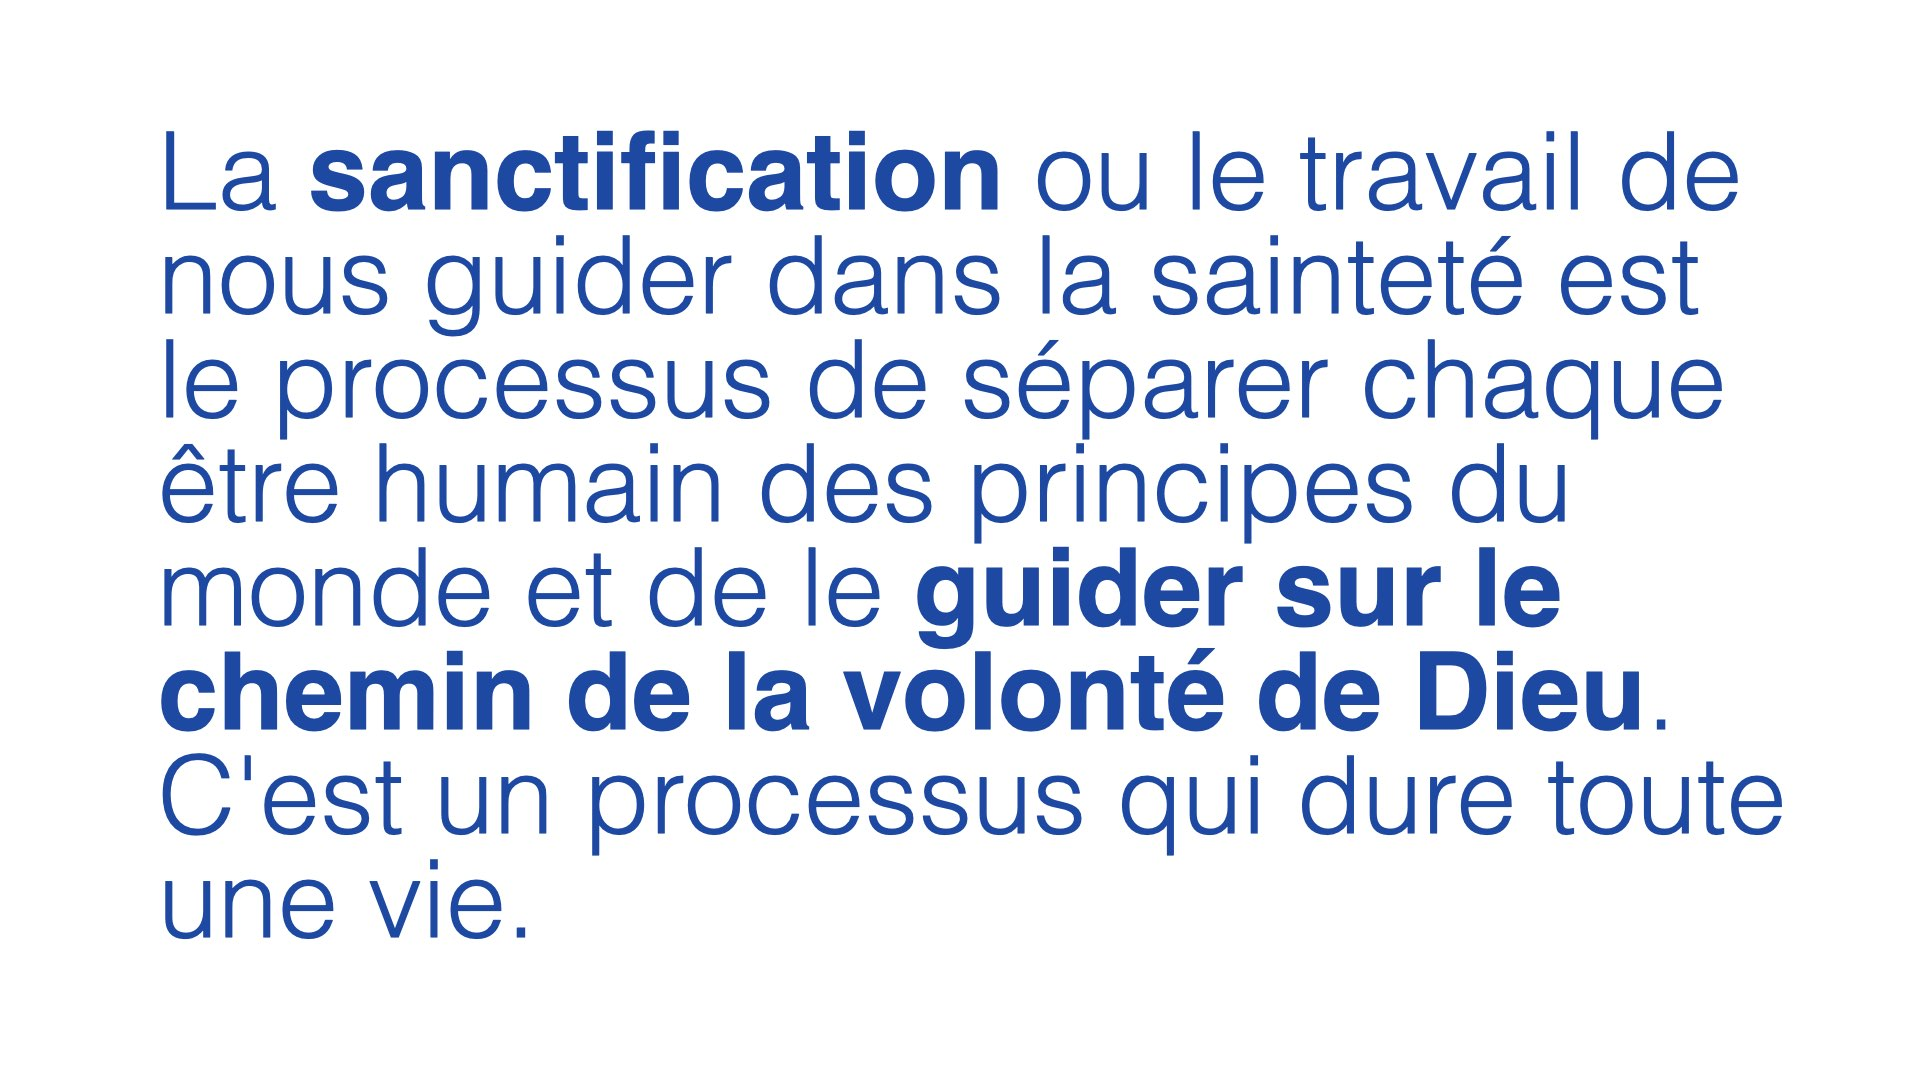 La sanctification ou le travail de
nous guider dans la sainteté est
le processus de séparer chaque
être humain des principes du
monde et de le guider sur le
chemin de la volonté de Dieu.
C'est un processus qui dure toute
une vie.